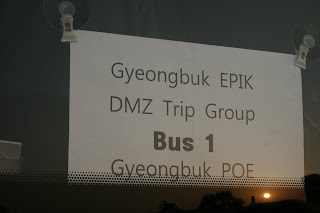 Gyeongbuk EPIK
DMZ Trip Group
Bus 1
Gyeongbuk POE